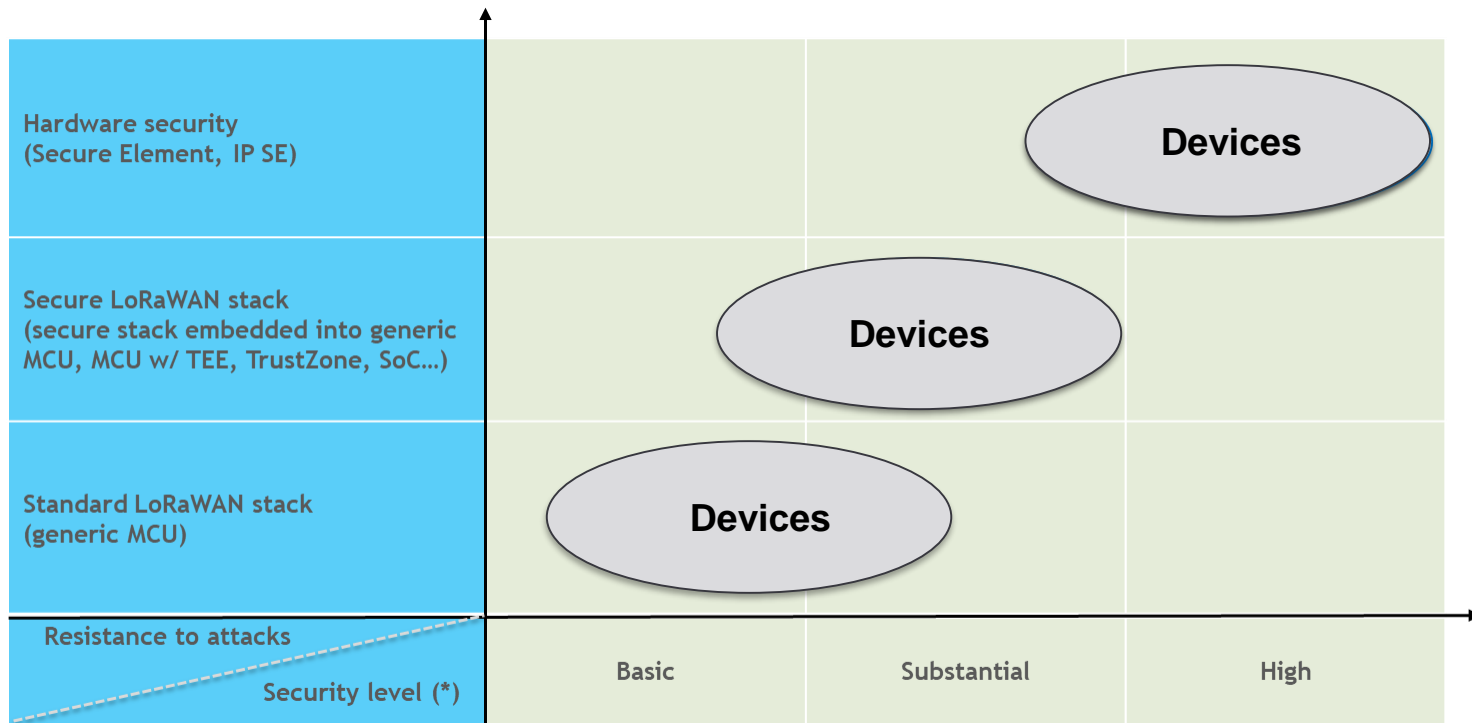 Hardware security
(Secure Element, IP SE)
Devices
Secure LoRaWAN stack
(secure stack embedded into generic
MCU, MCU w/ TEE, TrustZone, SoC…)
Devices
Standard LoRaWAN stack
(generic MCU)
Devices
Resistance to attacks
Security level (*)
Basic
Substantial
High